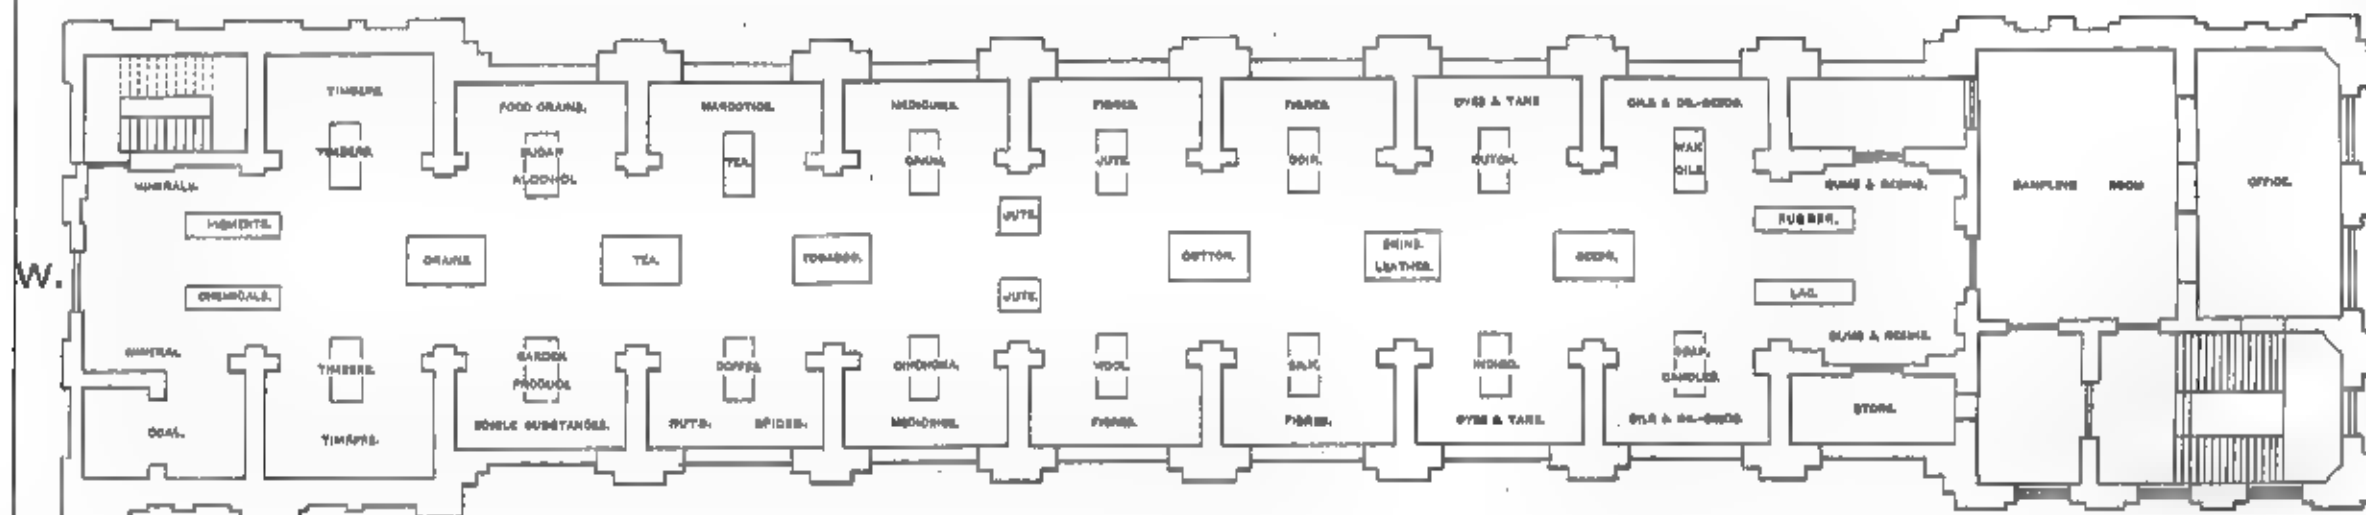 TIMBERS.
FOOD GRAINS.
NARCOTICS.
MEDICINES.
FIBRES.
FIBRES.
DYES & TANS
OILS & OIL-SEEDS.
TIMBERS.
SUGAR
ALCOHOL
TEA.
OPIUM.
JUTE.
COIR.
CUTCH.
WAX
OILS.
MINERALS.
GUMS & RESINS.
SAMPLING ROOM
OFFICE.
PIGMENTS.
JUTE.
RUBBER.
W.
GRAINS.
TEA.
TOBACCO.
COTTON.
SKINS.
LEATHER.
SEEDS.
CHEMICALS.
JUTE.
LAC.
MINERAL
GUMS & RESINS.
TIMBERS.
GARDEN
PRODUCE
COFFEE
CINCHONA.
WOOL.
SILK.
INDIGO.
SOAP.
CANDLES.
COAL.
TIMBERS.
EDIBLE SUBSTANCES.
NUTS.
SPICES.
MEDICINES.
FIBRES.
FIBRES.
DYES & TANS.
OILS & OIL-SEEDS.
STORE.